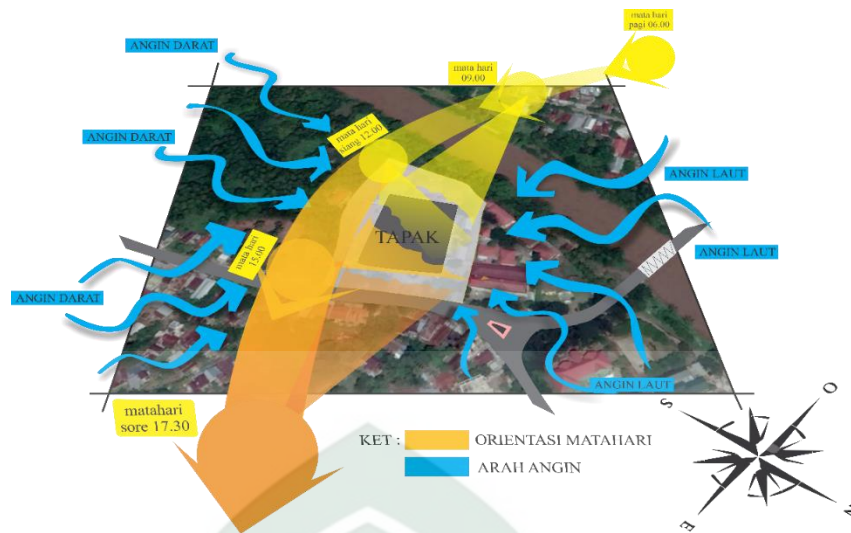 mata hari
pagi 06.00
ANGIN DARAT
mata hari
09.00
mata hari
siang 12.00
ANGIN DARAT
ANGIN LAUT
TAPAK
mata hari
15.00
ANGIN LAUT
ANGIN DARAT
ANGIN LAUT
matahari
sore 17.30
KET :
ORIENTASI MATAHARI
ARAH ANGIN
S
O
E
N